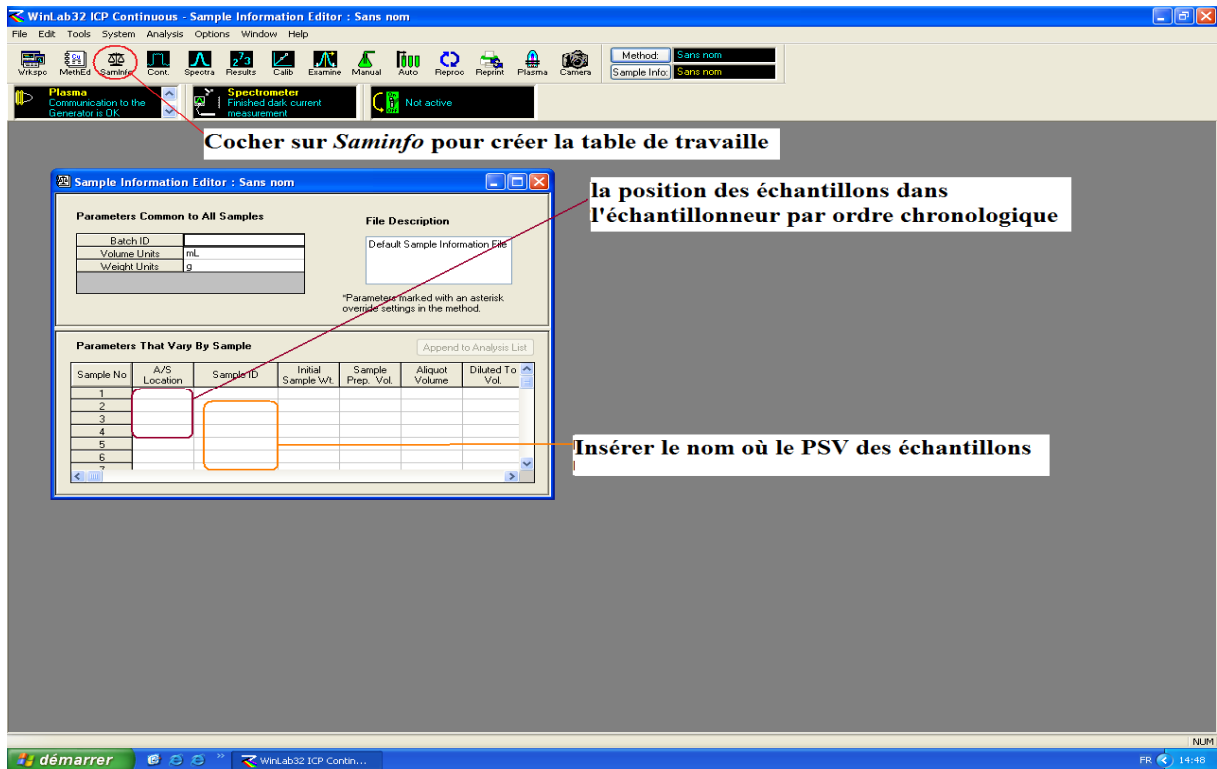 WinLab32 ICP Continuous - Sample Information Editor : Sans nom
File Edit Tools System Analysis Options Window Help
Wrkspc MethEd SamInfo Cont. Spectra Results Calib Examine Manual Auto Reproc Reprint Plasma Camera
Method: Sans nom
Sample Info: Sans nom
Plasma
Communication to the
Generator is OK
Spectrometer
Finished dark current
measurement
Not active
Cocher sur Saminfo pour créer la table de travaille
Sample Information Editor : Sans nom
la position des échantillons dans
l'échantillonneur par ordre chronologique
Parameters Common to All Samples
File Description
Batch ID
Volume Units mL
Weight Units g
Default Sample Information File
*Parameters marked with an asterisk
override settings in the method.
Parameters That Vary By Sample
Append to Analysis List
Sample No A/S Location Sample ID Initial Sample Wt. Sample Prep. Vol. Aliquot Volume Diluted To Vol.
1
2
3
4
5
6
7
Insérer le nom où le PSV des échantillons
NUM
démarrer
WinLab32 ICP Contin...
FR 14:48